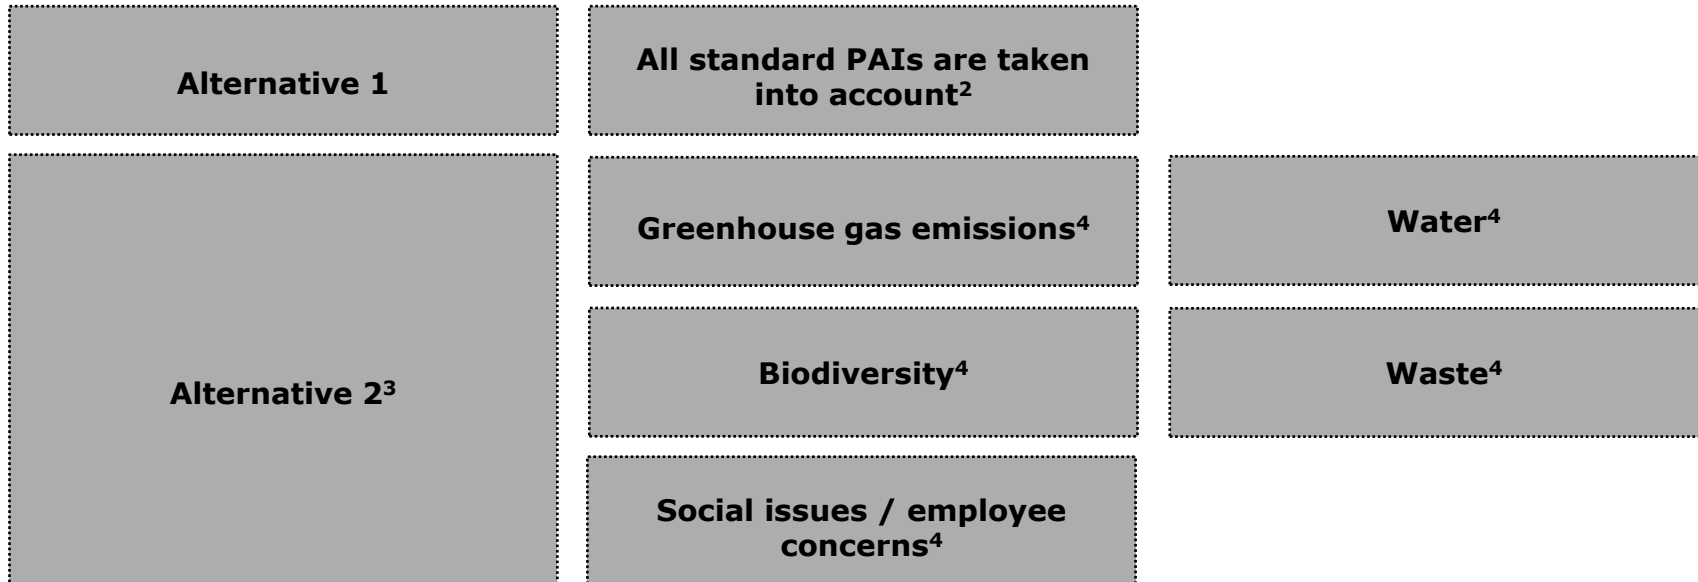 Alternative 1
All standard PAIs are taken
into account²
Alternative 2³
Greenhouse gas emissions⁴
Water⁴
Biodiversity⁴
Waste⁴
Social issues / employee
concerns⁴